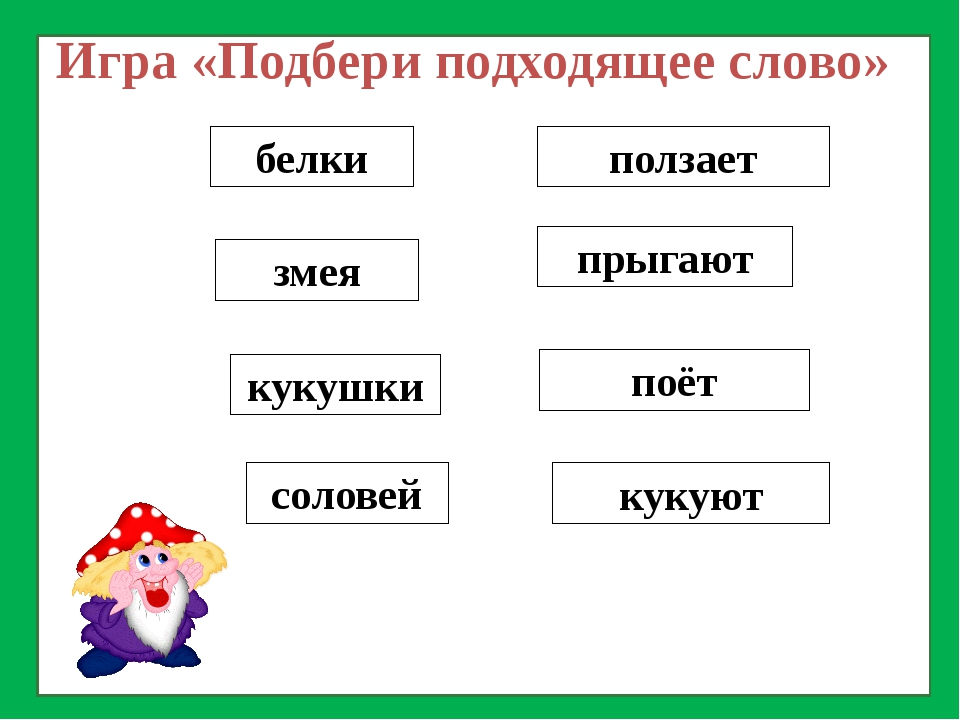 Игра «Подбери подходящее слово»
белки
ползает
змея
прыгают
кукушки
поёт
соловей
кукуют